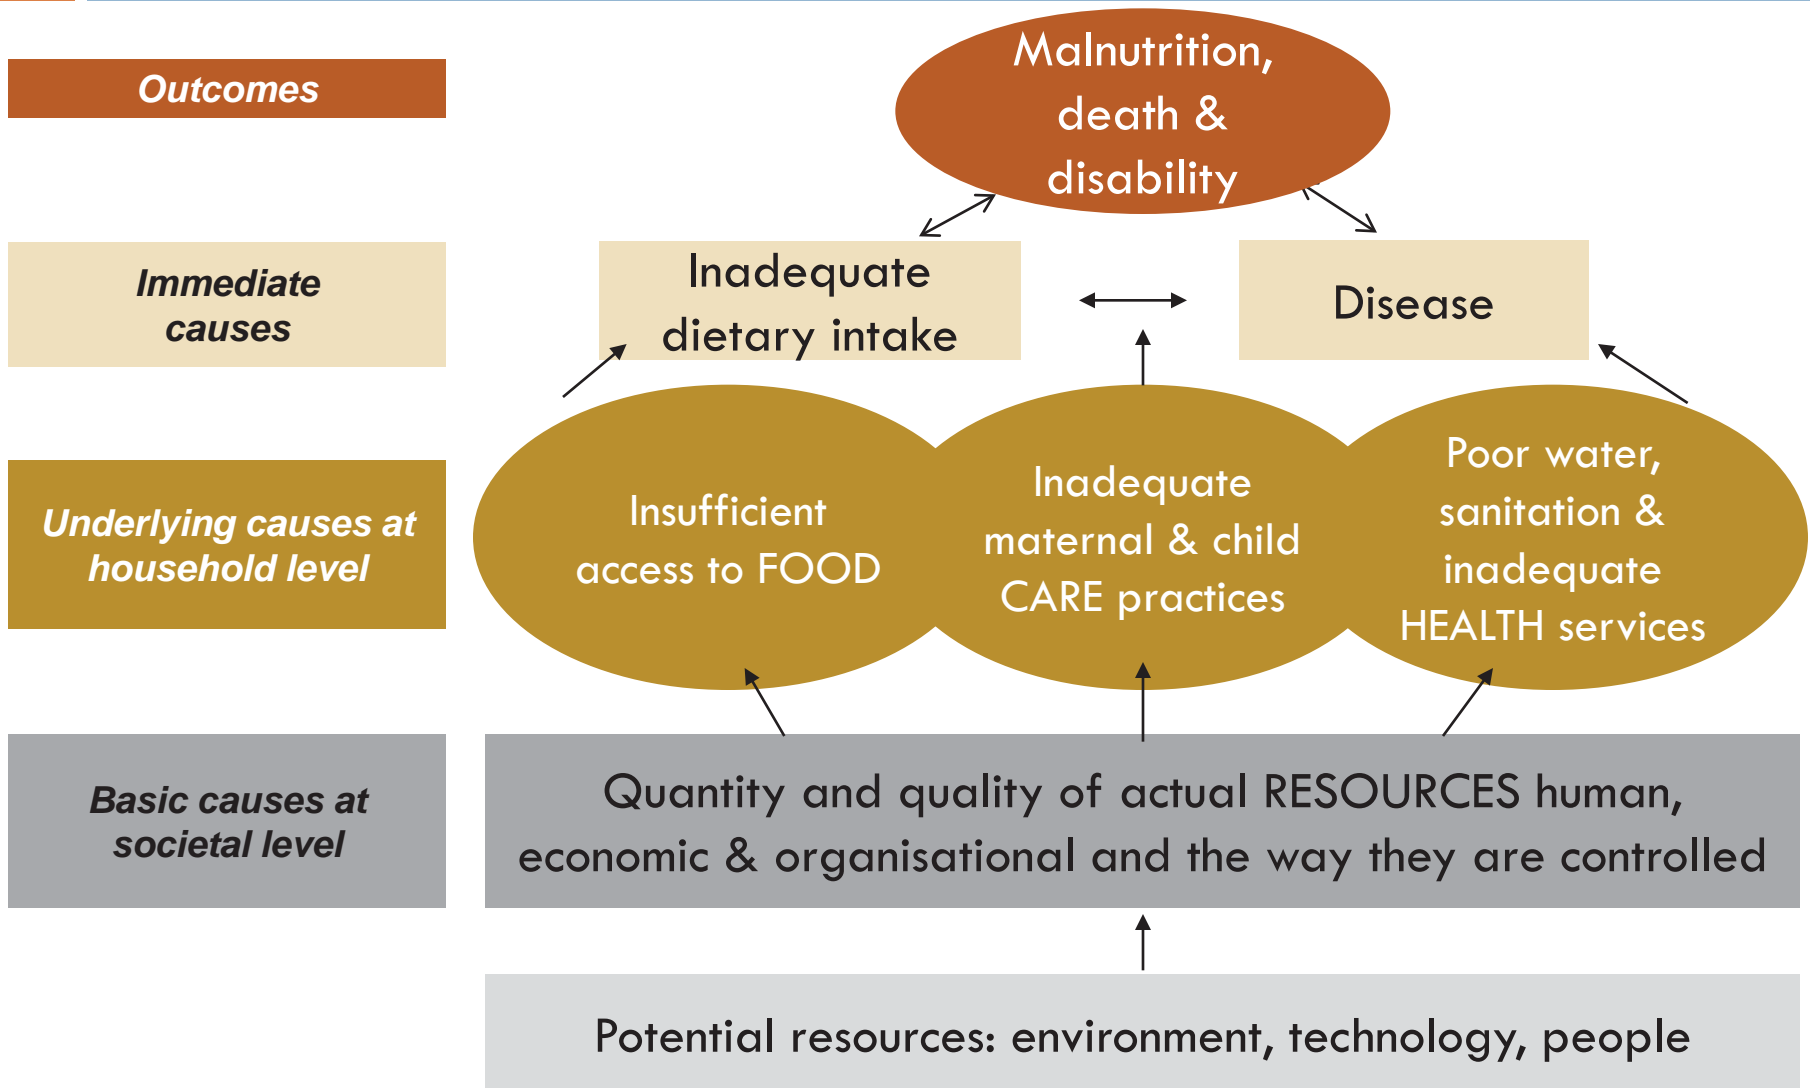 Outcomes
Malnutrition,
death &
disability
Immediate
causes
Inadequate
dietary intake
Disease
Underlying causes at
household level
Insufficient
access to FOOD
Inadequate
maternal & child
CARE practices
Poor water,
sanitation &
inadequate
HEALTH services
Basic causes at
societal level
Quantity and quality of actual RESOURCES human,
economic & organisational and the way they are controlled
Potential resources: environment, technology, people